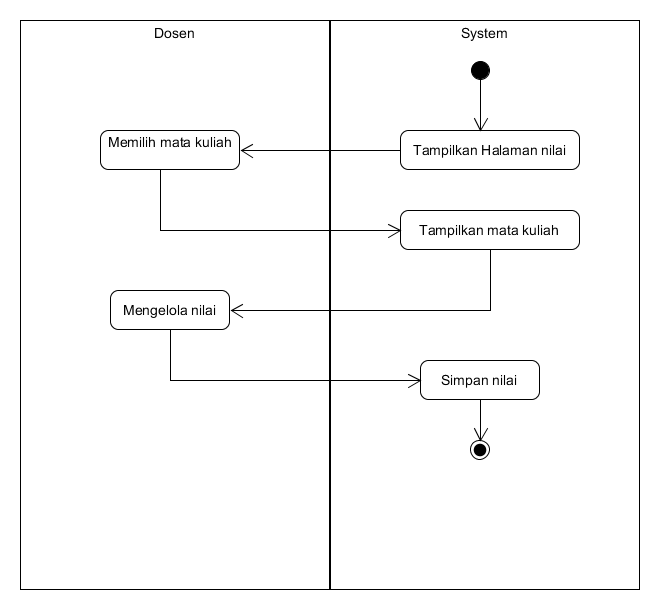 Dosen
System
Memilih mata kuliah
Tampilkan Halaman nilai
Tampilkan mata kuliah
Mengelola nilai
Simpan nilai